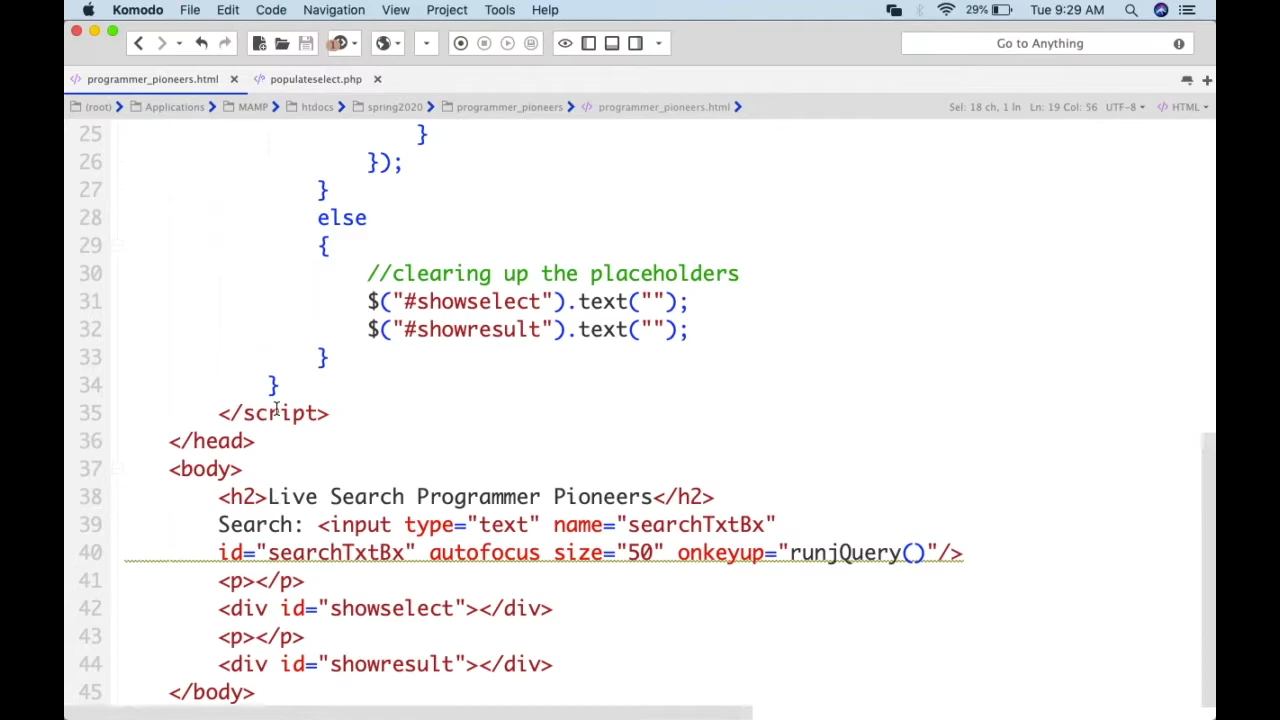 Komodo File Edit Code Navigation View Project Tools Help 29% Tue 9:29 AM
Go to Anything
programmer_pioneers.html populateselect.php
(root) Applications MAMP htdocs spring2020 programmer_pioneers programmer_pioneers.html Sel: 18 ch, 1 ln Ln: 19 Col: 56 UTF-8 HTML
25 }
26 });
27 }
28 else
29 {
30 //clearing up the placeholders
31 $("#showselect").text("");
32 $("#showresult").text("");
33 }
34 }
35 </script>
36 </head>
37 <body>
38 <h2>Live Search Programmer Pioneers</h2>
39 Search: <input type="text" name="searchTxtBx"
40 id="searchTxtBx" autofocus size="50" onkeyup="runjQuery()"/>
41 <p></p>
42 <div id="showselect"></div>
43 <p></p>
44 <div id="showresult"></div>
45 </body>